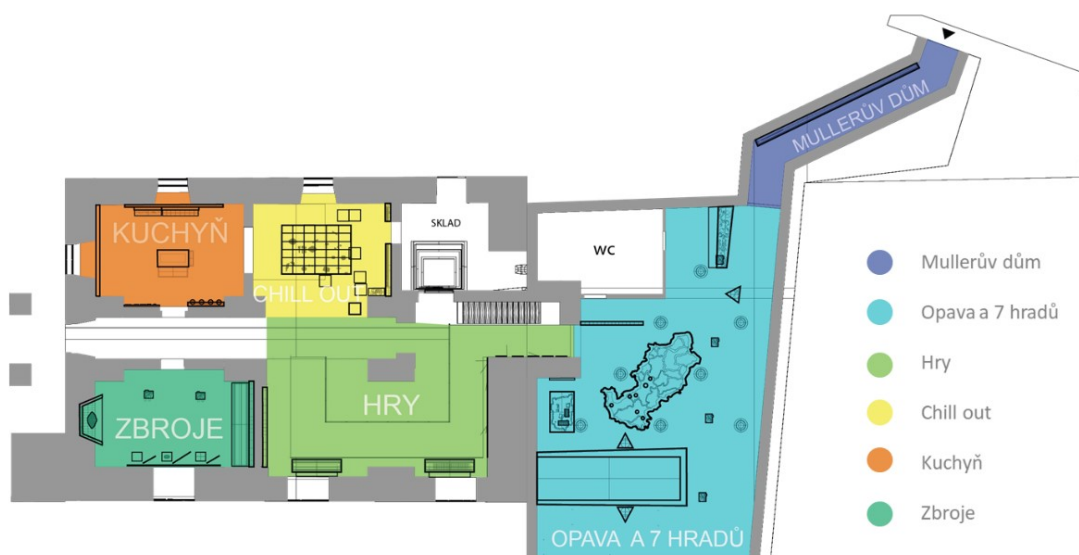 MULLERŮV DŮM
KUCHYŇ
SKLAD
WC
CHILL OUT
HRY
ZBROJE
OPAVA A 7 HRADŮ
Mullerův dům
Opava a 7 hradů
Hry
Chill out
Kuchyň
Zbroje